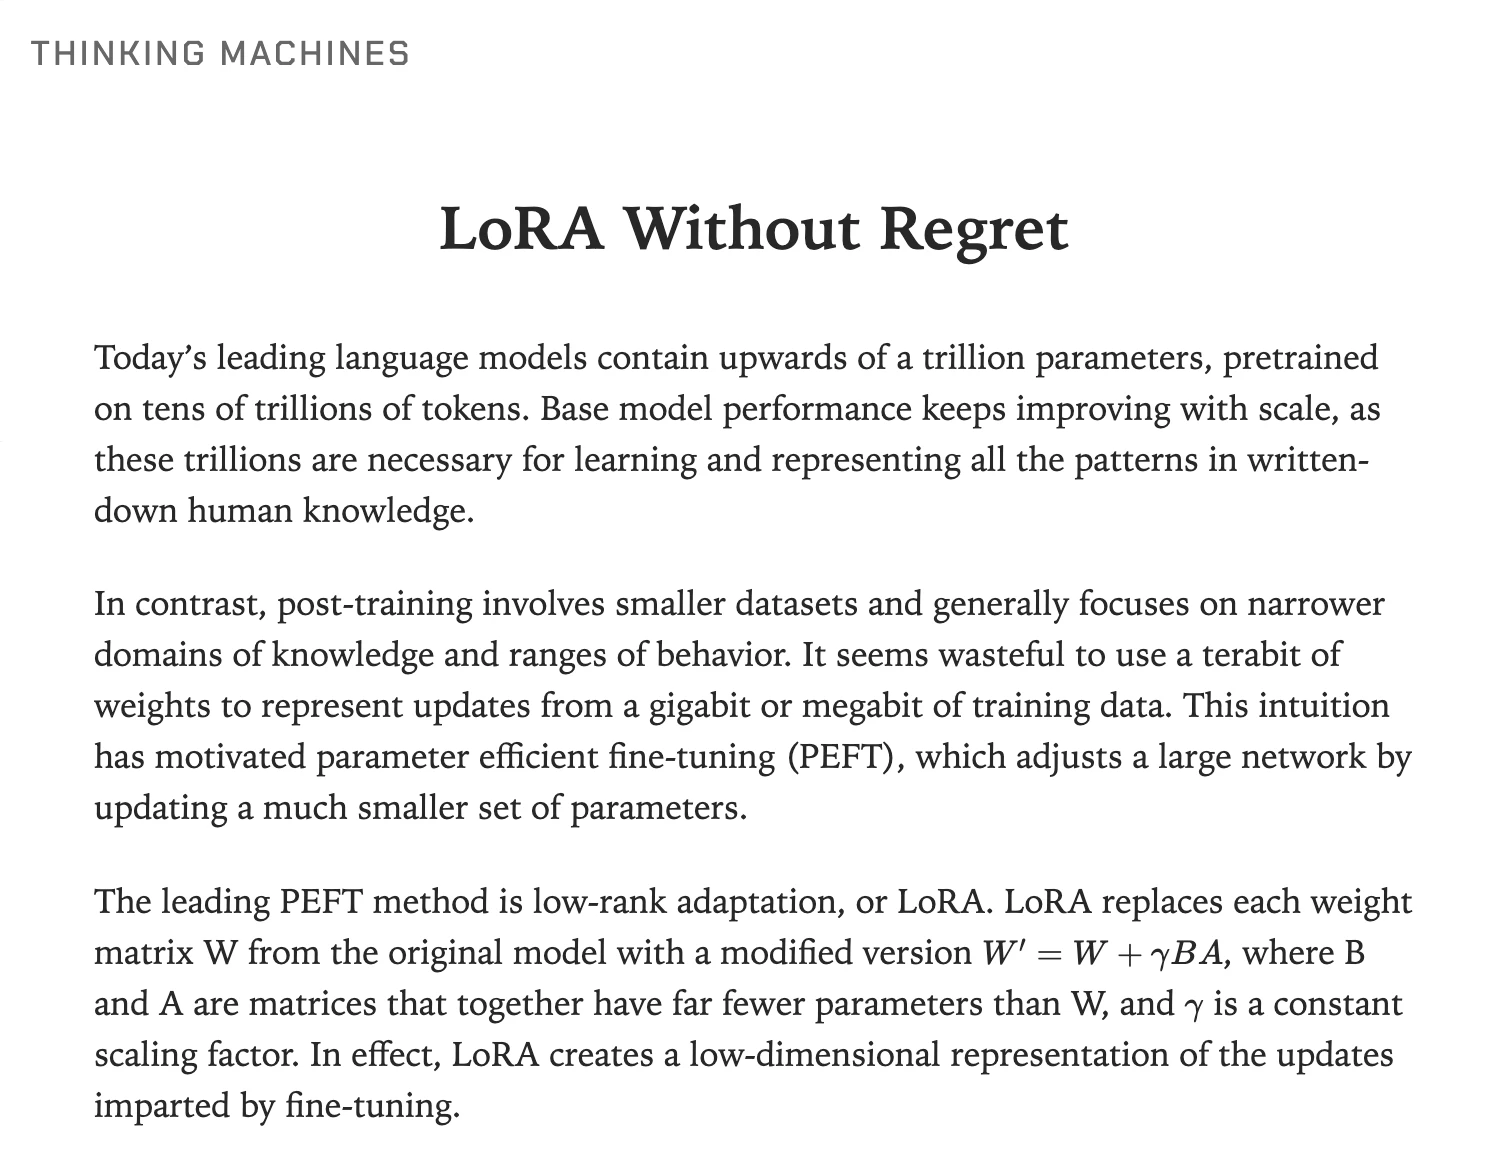 THINKING MACHINES
LoRA Without Regret
Today’s leading language models contain upwards of a trillion parameters, pretrained
on tens of trillions of tokens. Base model performance keeps improving with scale, as
these trillions are necessary for learning and representing all the patterns in written-
down human knowledge.
In contrast, post-training involves smaller datasets and generally focuses on narrower
domains of knowledge and ranges of behavior. It seems wasteful to use a terabit of
weights to represent updates from a gigabit or megabit of training data. This intuition
has motivated parameter efficient fine-tuning (PEFT), which adjusts a large network by
updating a much smaller set of parameters.
The leading PEFT method is low-rank adaptation, or LoRA. LoRA replaces each weight
matrix W from the original model with a modified version W′ = W + γBA, where B
and A are matrices that together have far fewer parameters than W, and γ is a constant
scaling factor. In effect, LoRA creates a low-dimensional representation of the updates
imparted by fine-tuning.